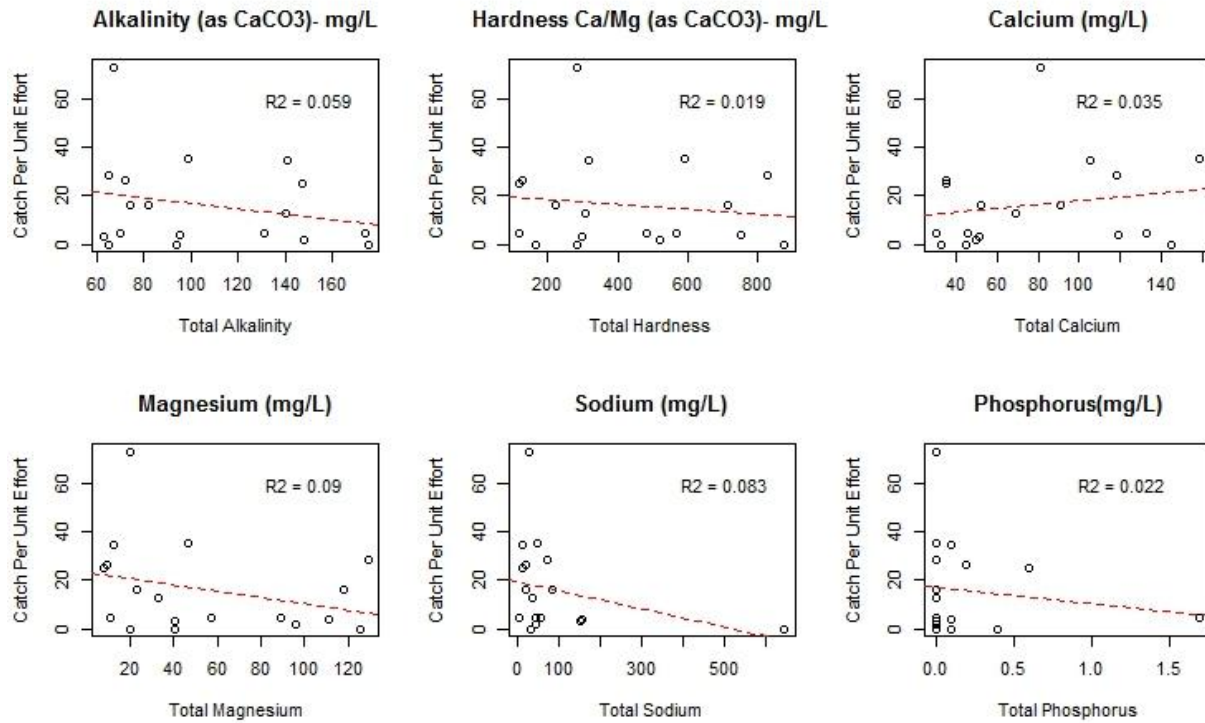 Alkalinity (as CaCO3)- mg/L
Catch Per Unit Effort
0 20 40 60
R2 = 0.059
60 80 100 120 140 160
Total Alkalinity
Hardness Ca/Mg (as CaCO3)- mg/L
Catch Per Unit Effort
0 20 40 60
R2 = 0.019
200 400 600 800
Total Hardness
Calcium (mg/L)
Catch Per Unit Effort
0 20 40 60
R2 = 0.035
40 60 80 100 140
Total Calcium
Magnesium (mg/L)
Catch Per Unit Effort
0 20 40 60
R2 = 0.09
20 40 60 80 100 120
Total Magnesium
Sodium (mg/L)
Catch Per Unit Effort
0 20 40 60
R2 = 0.083
0 100 300 500
Total Sodium
Phosphorus(mg/L)
Catch Per Unit Effort
0 20 40 60
R2 = 0.022
0.0 0.5 1.0 1.5
Total Phosphorus